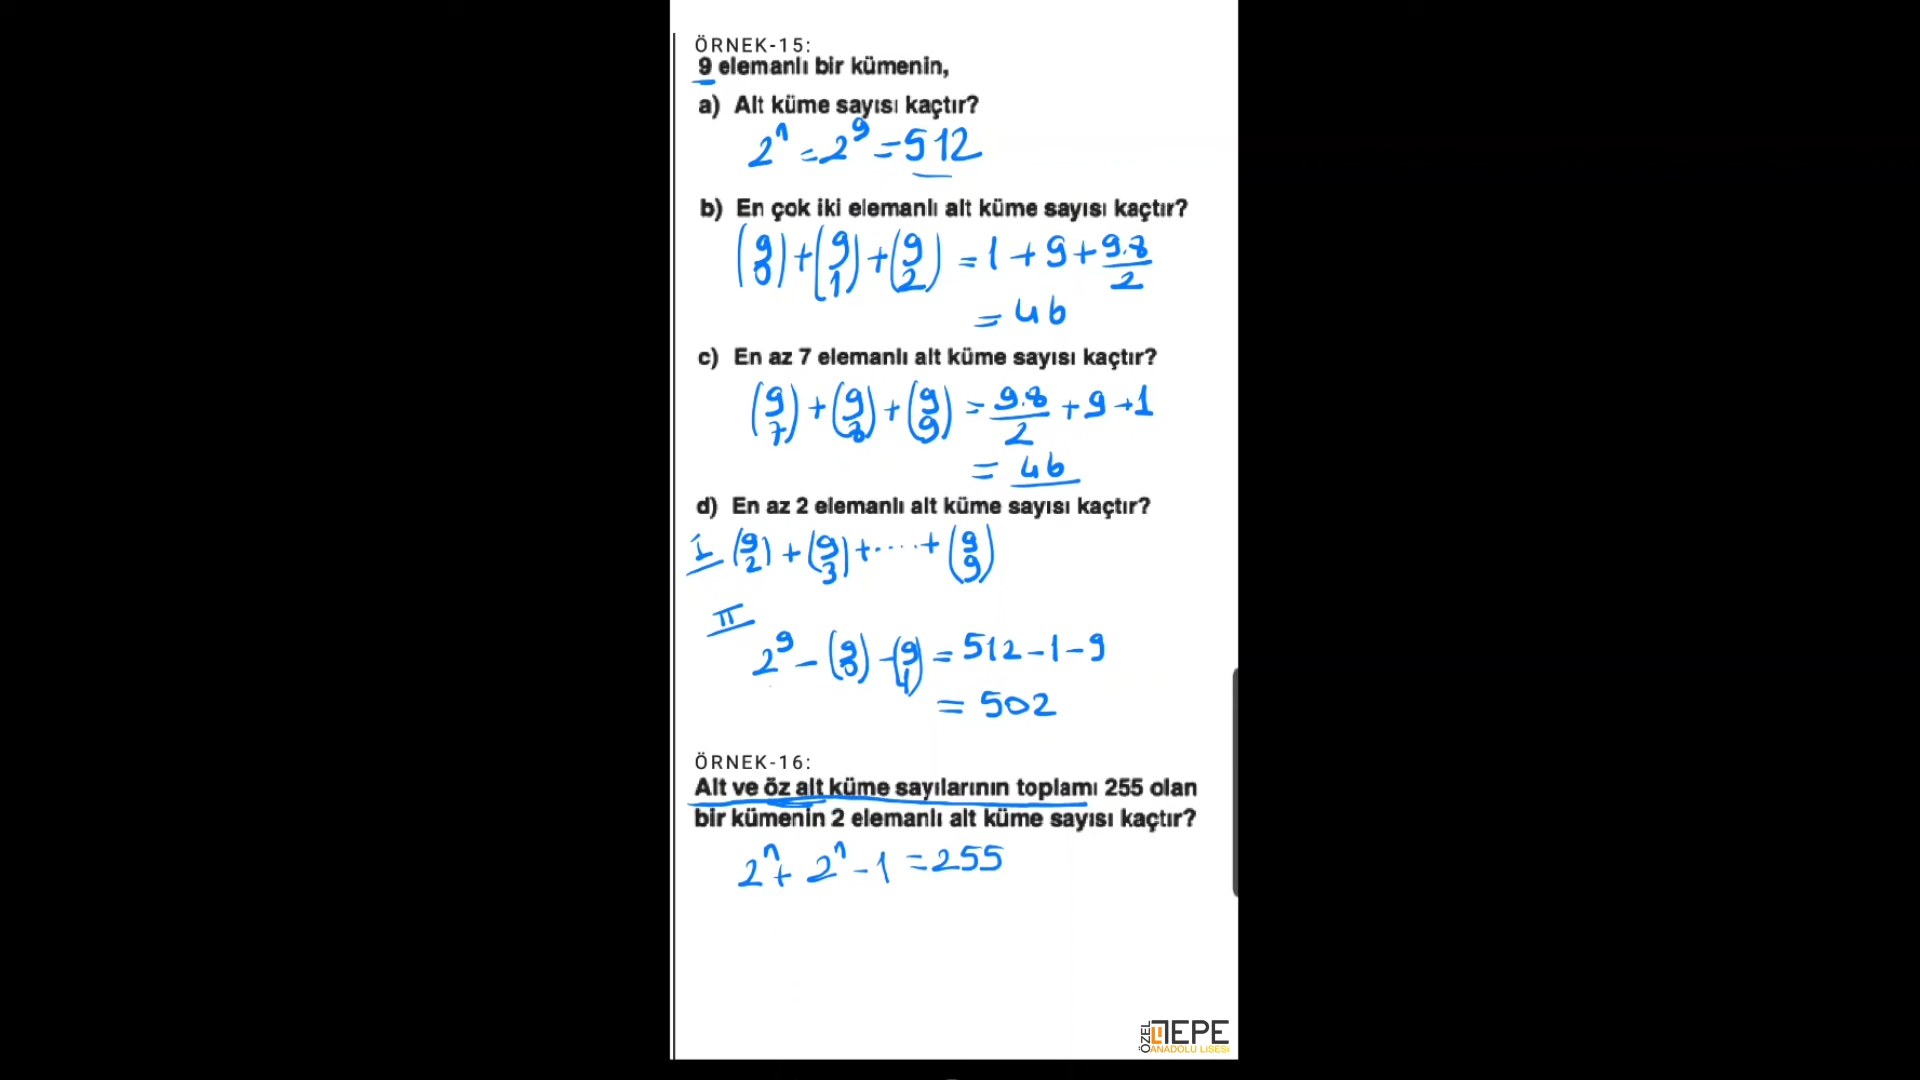 ÖRNEK-15:
9 elemanlı bir kümenin,
a) Alt küme sayısı kaçtır?
2^n = 2^9 = 512
b) En çok iki elemanlı alt küme sayısı kaçtır?
(9 0) + (9 1) + (9 2) = 1 + 9 + 9.8/2
= 46
c) En az 7 elemanlı alt küme sayısı kaçtır?
(9 7) + (9 8) + (9 9) = 9.8/2 + 9 + 1
= 46
d) En az 2 elemanlı alt küme sayısı kaçtır?
I (9 2) + (9 3) + ..... + (9 9)
II
2^9 - (9 0) - (9 1) = 512 - 1 - 9
= 502
ÖRNEK-16:
Alt ve öz alt küme sayılarının toplamı 255 olan
bir kümenin 2 elemanlı alt küme sayısı kaçtır?
2^n + 2^n - 1 = 255
ÖZEL TEPE
ANADOLU LİSESİ